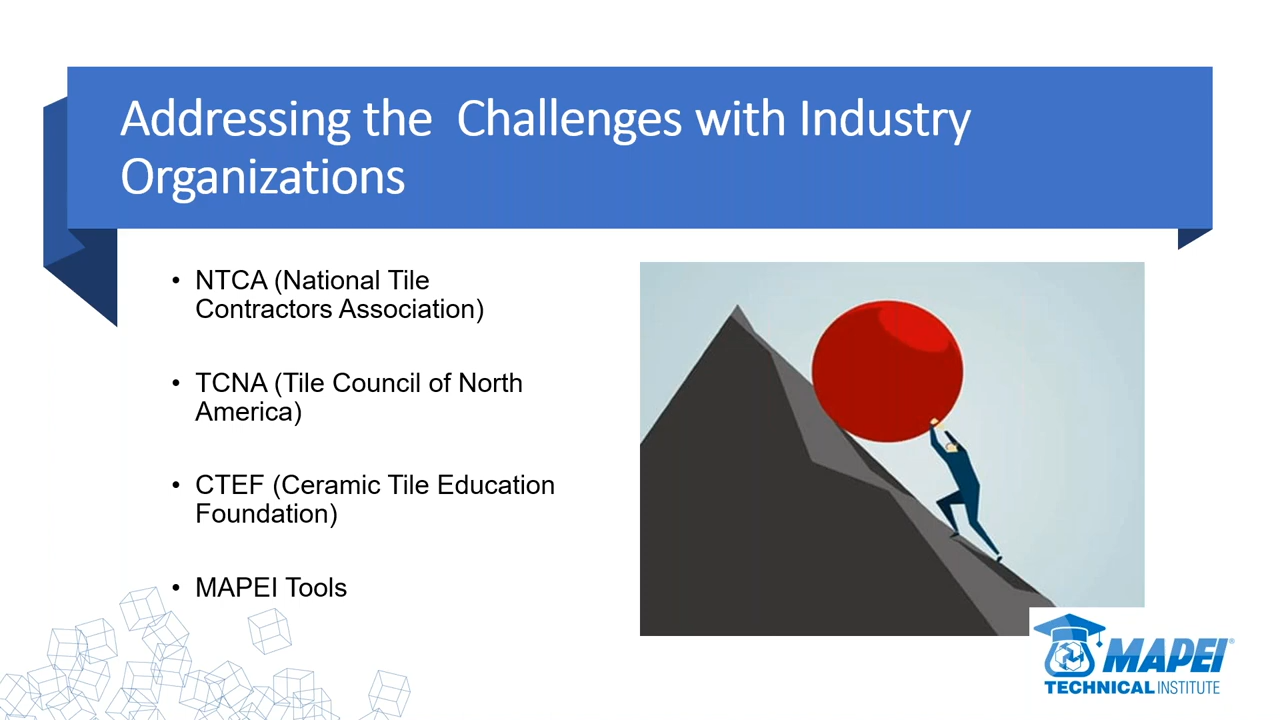 Addressing the  Challenges with Industry
Organizations
• NTCA (National Tile
Contractors Association)
• TCNA (Tile Council of North
America)
• CTEF (Ceramic Tile Education
Foundation)
• MAPEI Tools
MAPEI®
TECHNICAL INSTITUTE